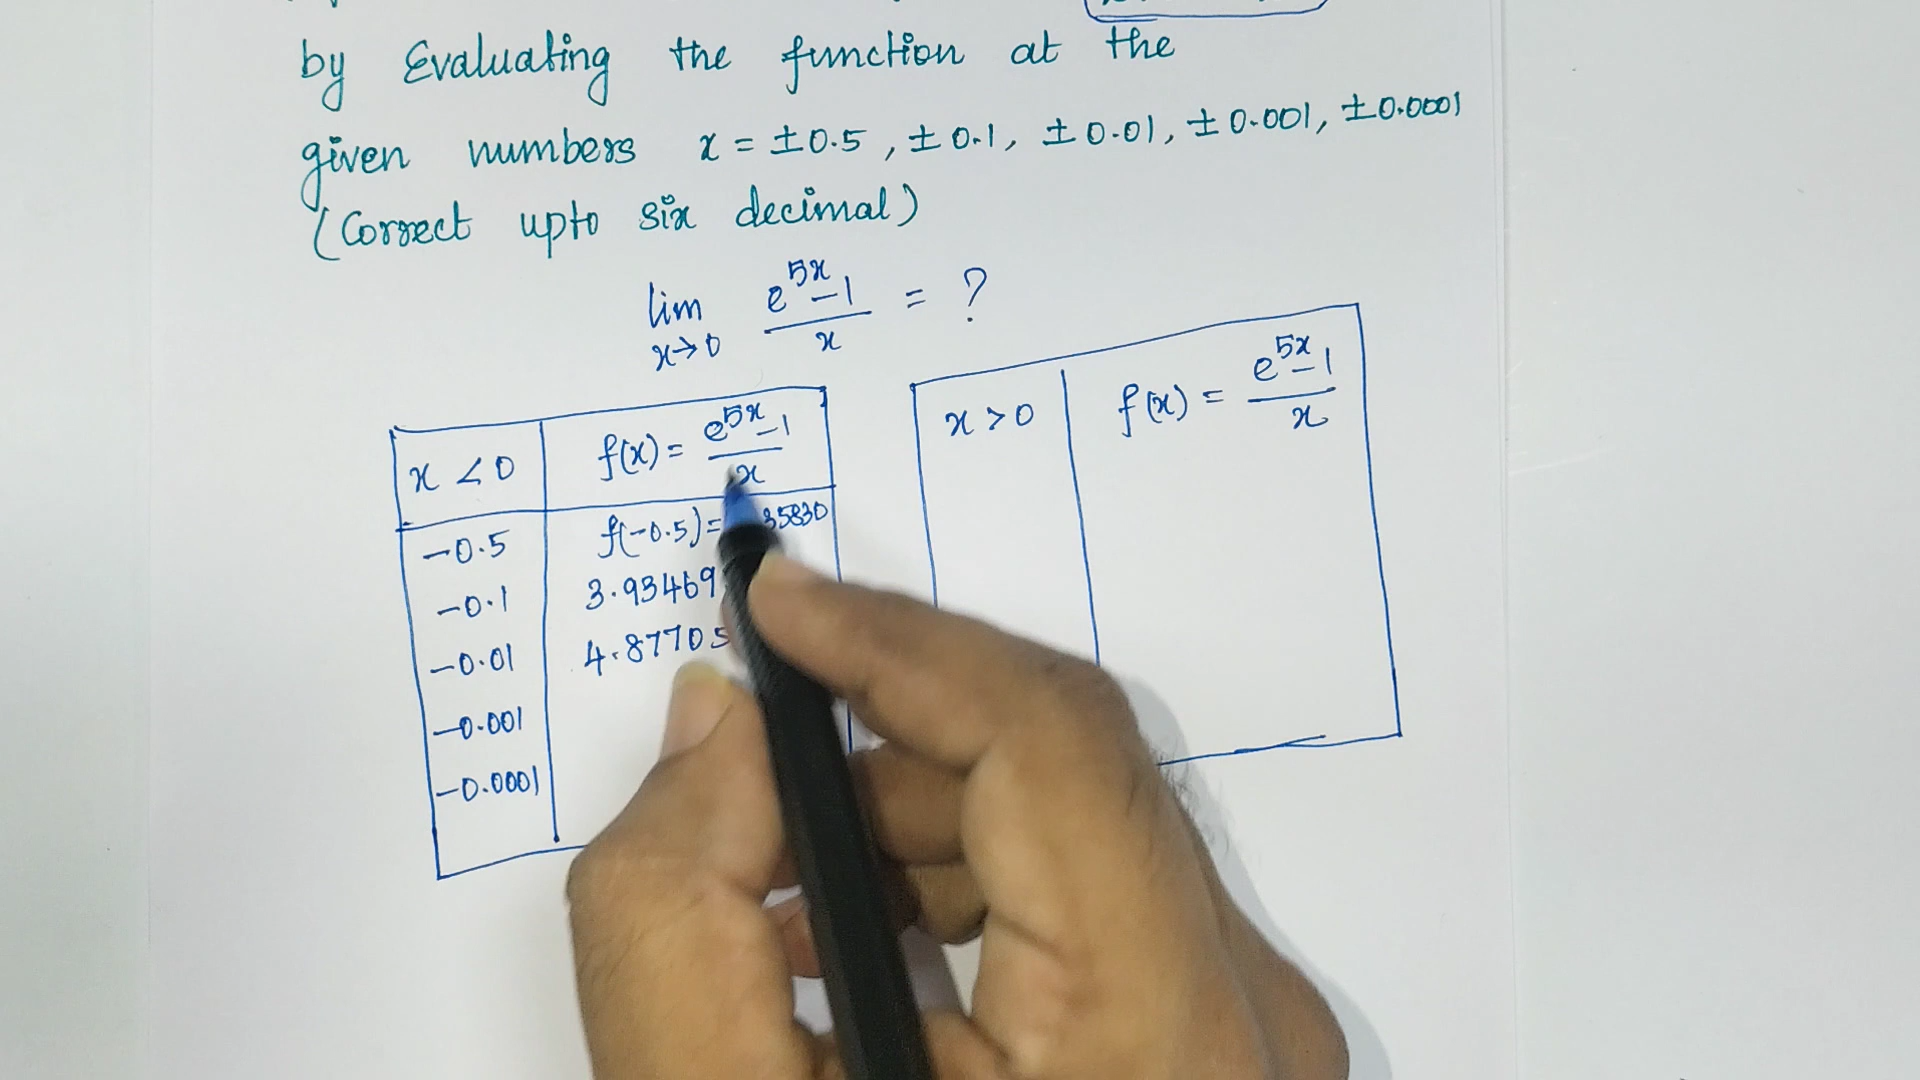 by Evaluating the function at the
given numbers x = ±0.5, ±0.1, ±0.01, ±0.001, ±0.0001
(Correct upto six decimal)
lim x→0 (e^{5x}-1)/x = ?
x < 0 f(x) = (e^{5x}-1)/x
-0.5 f(-0.5) = 35830
-0.1 3.93469
-0.01 4.87705
-0.001
-0.0001
x > 0 f(x) = (e^{5x}-1)/x